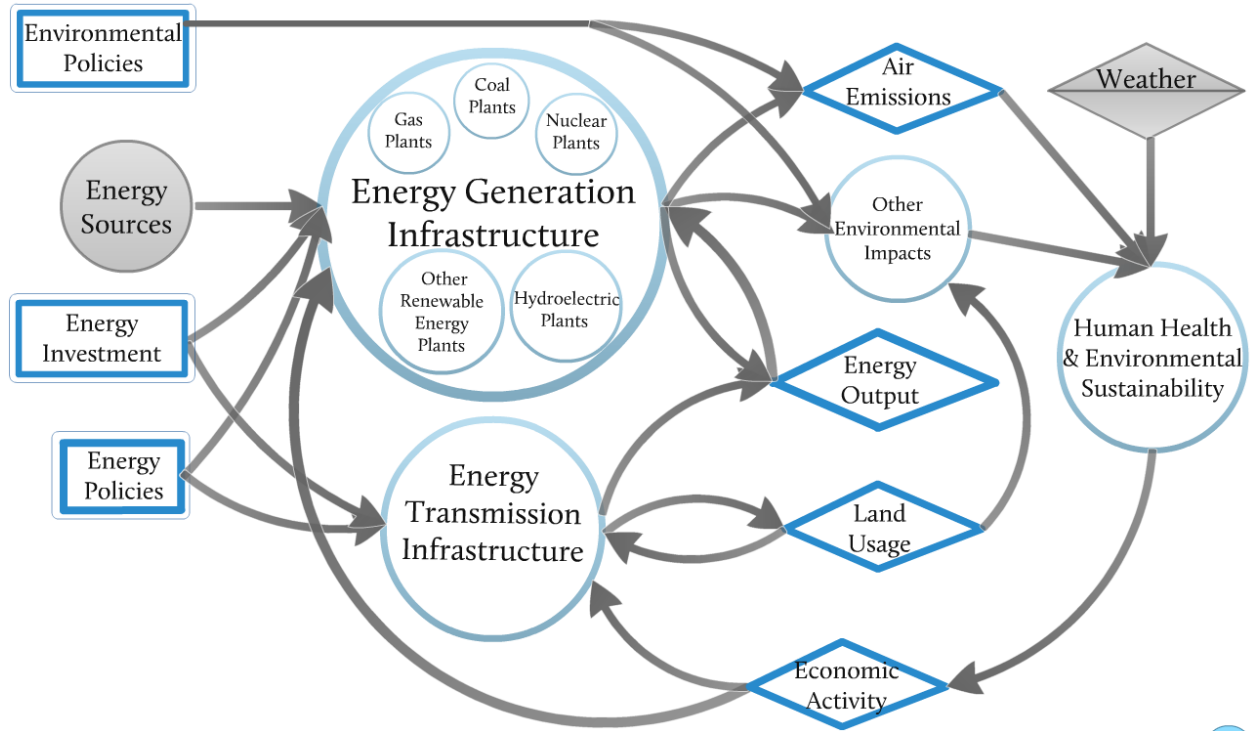 Environmental
Policies
Energy
Sources
Energy
Investment
Energy
Policies
Coal
Plants
Gas
Plants
Nuclear
Plants
Energy Generation
Infrastructure
Other
Renewable
Energy
Plants
Hydroelectric
Plants
Energy
Transmission
Infrastructure
Air
Emissions
Other
Environmental
Impacts
Energy
Output
Land
Usage
Economic
Activity
Weather
Human Health
& Environmental
Sustainability